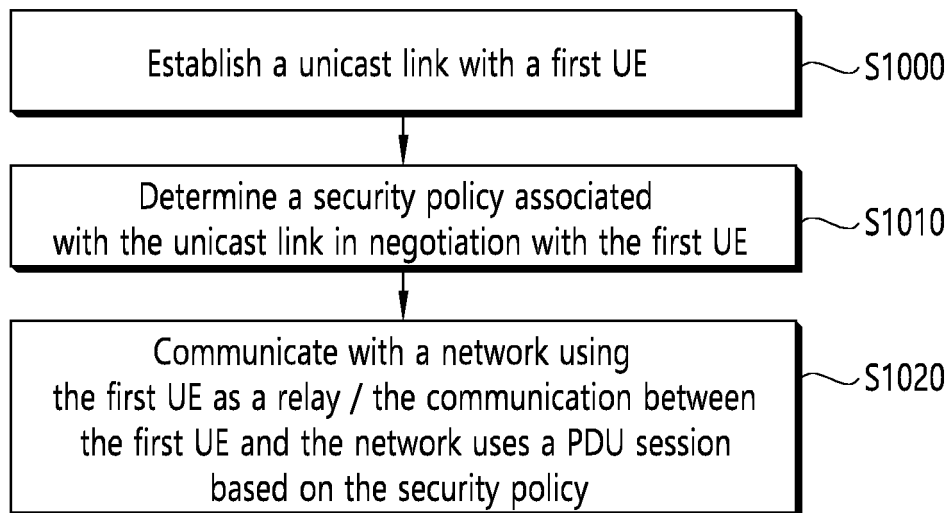 Establish a unicast link with a first UE
S1000
Determine a security policy associated
with the unicast link in negotiation with the first UE
S1010
Communicate with a network using
the first UE as a relay / the communication between
the first UE and the network uses a PDU session
based on the security policy
S1020